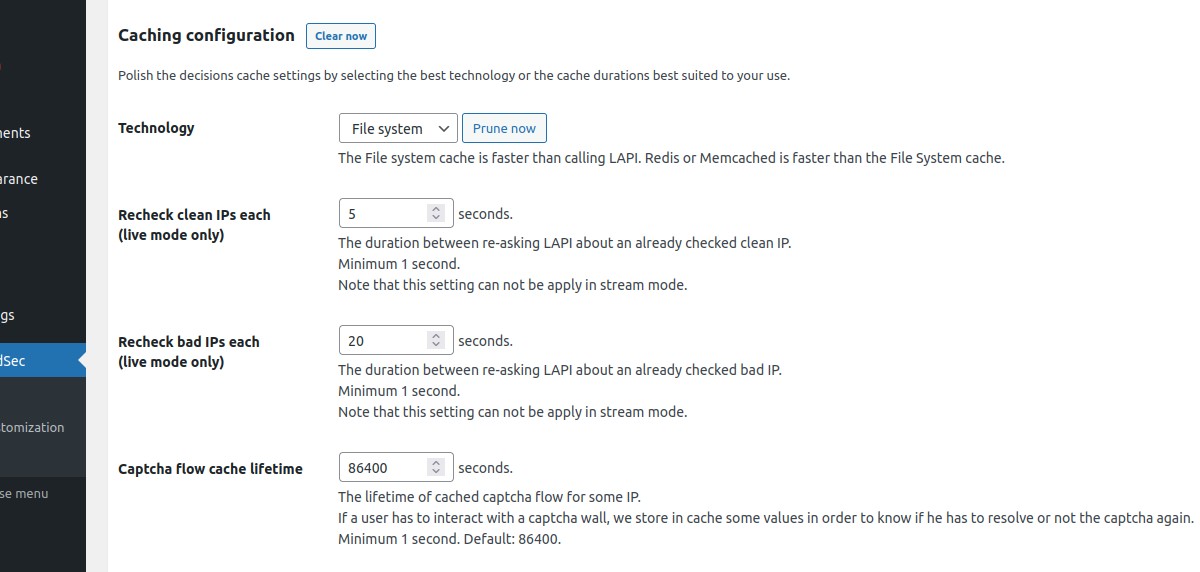 Caching configuration Clear now
Polish the decisions cache settings by selecting the best technology or the cache durations best suited to your use.
Technology File system Prune now
The File system cache is faster than calling LAPI. Redis or Memcached is faster than the File System cache.
Recheck clean IPs each
(live mode only)
5 seconds.
The duration between re-asking LAPI about an already checked clean IP.
Minimum 1 second.
Note that this setting can not be apply in stream mode.
Recheck bad IPs each
(live mode only)
20 seconds.
The duration between re-asking LAPI about an already checked bad IP.
Minimum 1 second.
Note that this setting can not be apply in stream mode.
Captcha flow cache lifetime 86400 seconds.
The lifetime of cached captcha flow for some IP.
If a user has to interact with a captcha wall, we store in cache some values in order to know if he has to resolve or not the captcha again.
Minimum 1 second. Default: 86400.
ments
arance
gs
dSec
tomization
se menu